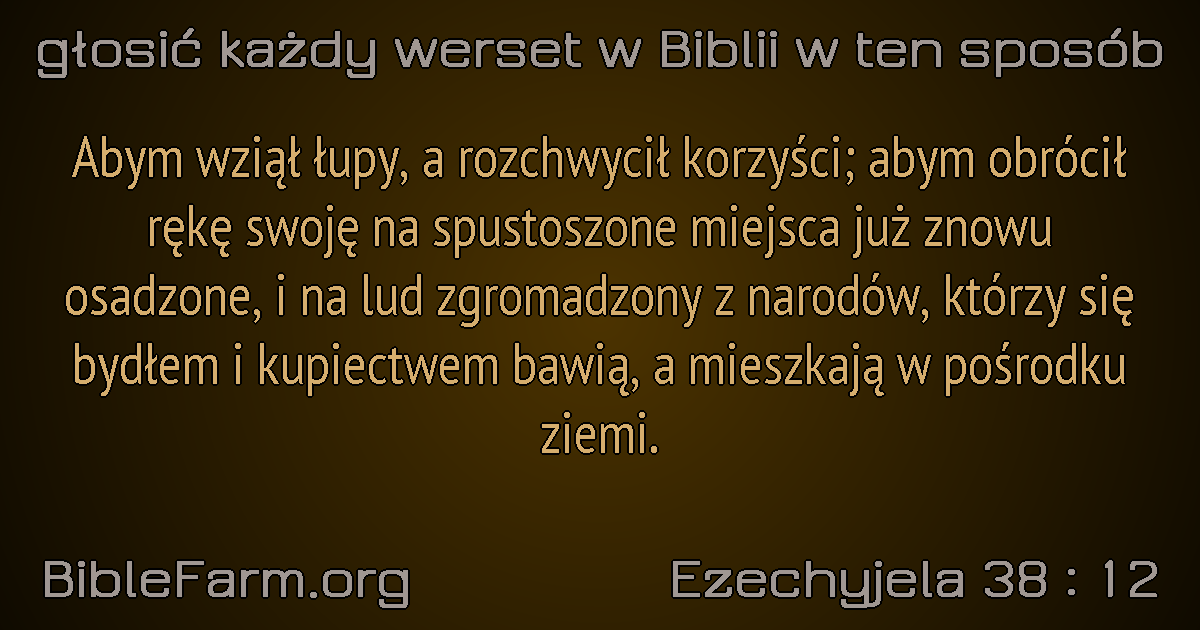 głosić każdy werset w Biblii w ten sposób
Abym wziął łupy, a rozchwycił korzyści; abym obrócił
rękę swoję na spustoszone miejsca już znowu
osadzone, i na lud zgromadzony z narodów, którzy się
bydłem i kupiectwem bawią, a mieszkają w pośrodku
ziemi.
BibleFarm.org
Ezechyjela 38 : 12